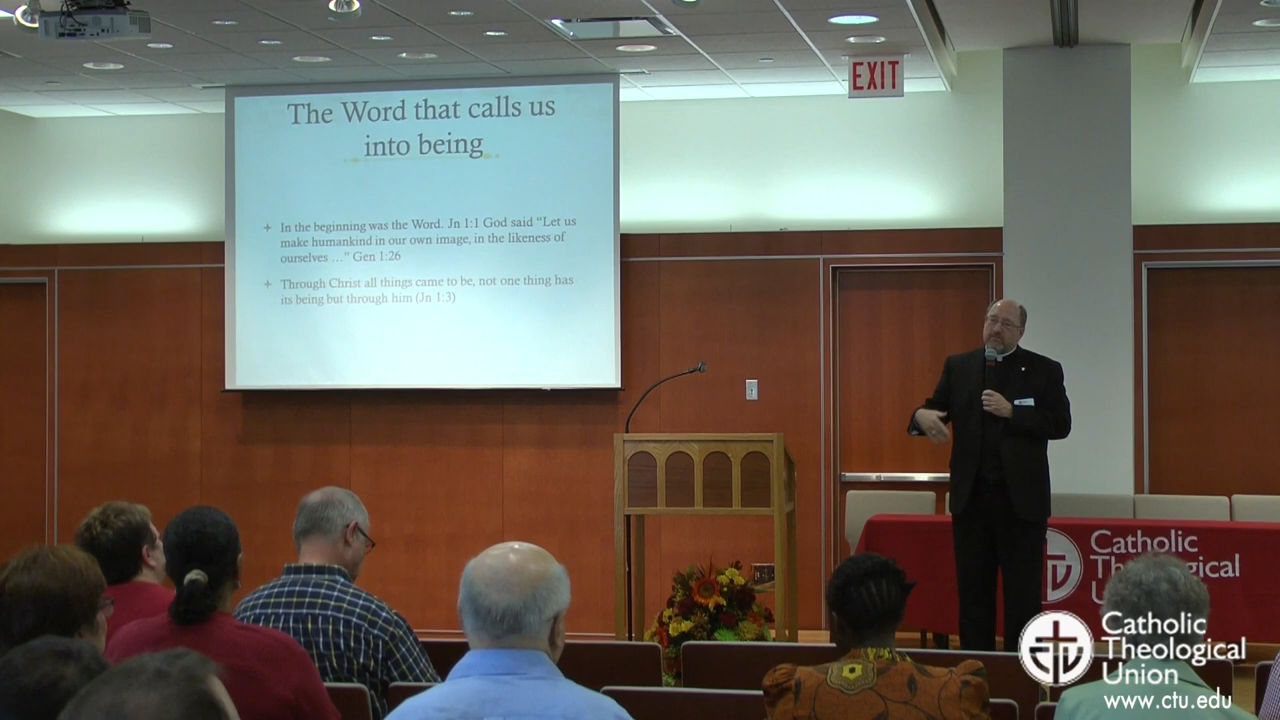 The Word that calls us
into being
In the beginning was the Word. Jn 1:1 God said “Let us
make humankind in our own image, in the likeness of
ourselves …” Gen 1:26
Through Christ all things came to be, not one thing has
its being but through him (Jn 1:3)
EXIT
Catholic
Theological
Catholic
Theological
Union
www.ctu.edu